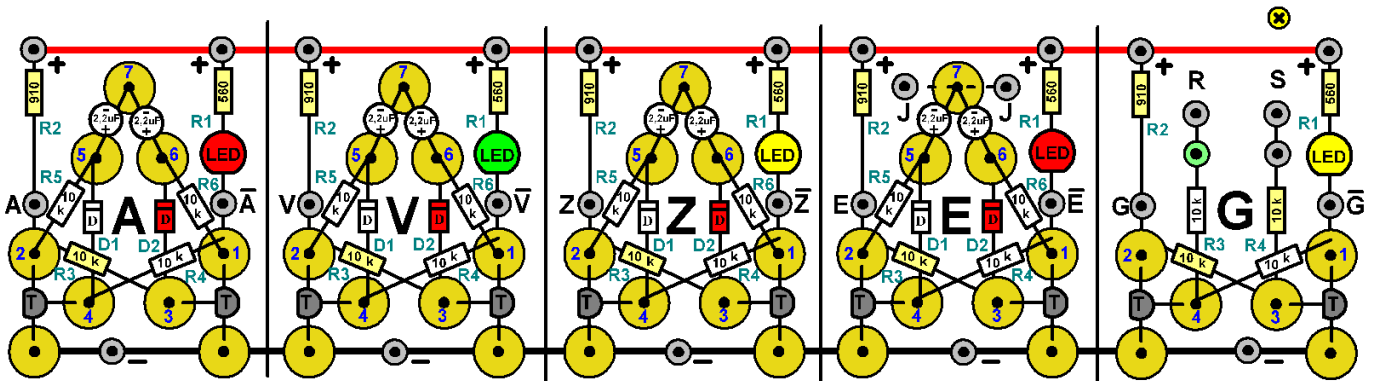 + 7 + 910 560 R2 2,2uF - + 2,2uF - + R1 5 6 LED R5 10 k R6 10 k A A A D D D1 D2 2 1 R3 10 k 10 k R4 T 4 3 T -
+ 7 + 910 560 R2 2,2uF - + 2,2uF - + R1 5 6 LED R5 10 k R6 10 k V V V D D D1 D2 2 1 R3 10 k 10 k R4 T 4 3 T -
+ 7 + 910 560 R2 2,2uF - + 2,2uF - + R1 5 6 LED R5 10 k R6 10 k Z Z Z D D D1 D2 2 1 R3 10 k 10 k R4 T 4 3 T -
+ 7 + J J 910 560 R2 2,2uF - + 2,2uF - + R1 5 6 LED R5 10 k R6 10 k E E E D D D1 D2 2 1 R3 10 k 10 k R4 T 4 3 T -
+ R S + 910 560 R2 R1 LED 10 k 10 k G G G 2 1 R3 10 k 10 k R4 T 4 3 T -